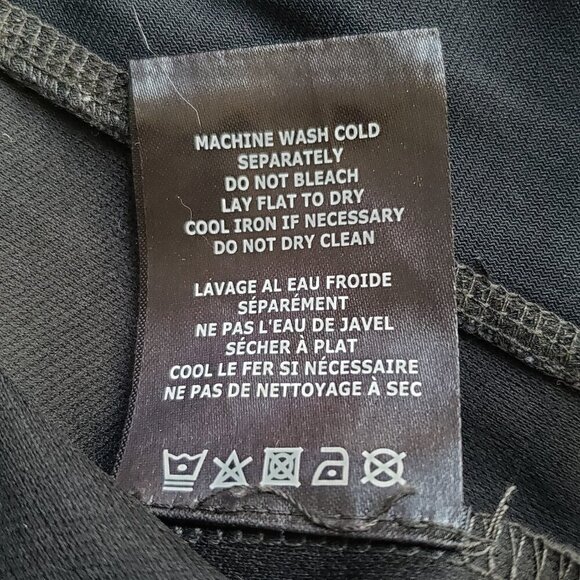 MACHINE WASH COLD
SEPARATELY
DO NOT BLEACH
LAY FLAT TO DRY
COOL IRON IF NECESSARY
DO NOT DRY CLEAN
LAVAGE AL EAU FROIDE
SÉPARÉMENT
NE PAS L'EAU DE JAVEL
SÉCHER À PLAT
COOL LE FER SI NÉCESSAIRE
NE PAS DE NETTOYAGE À SEC